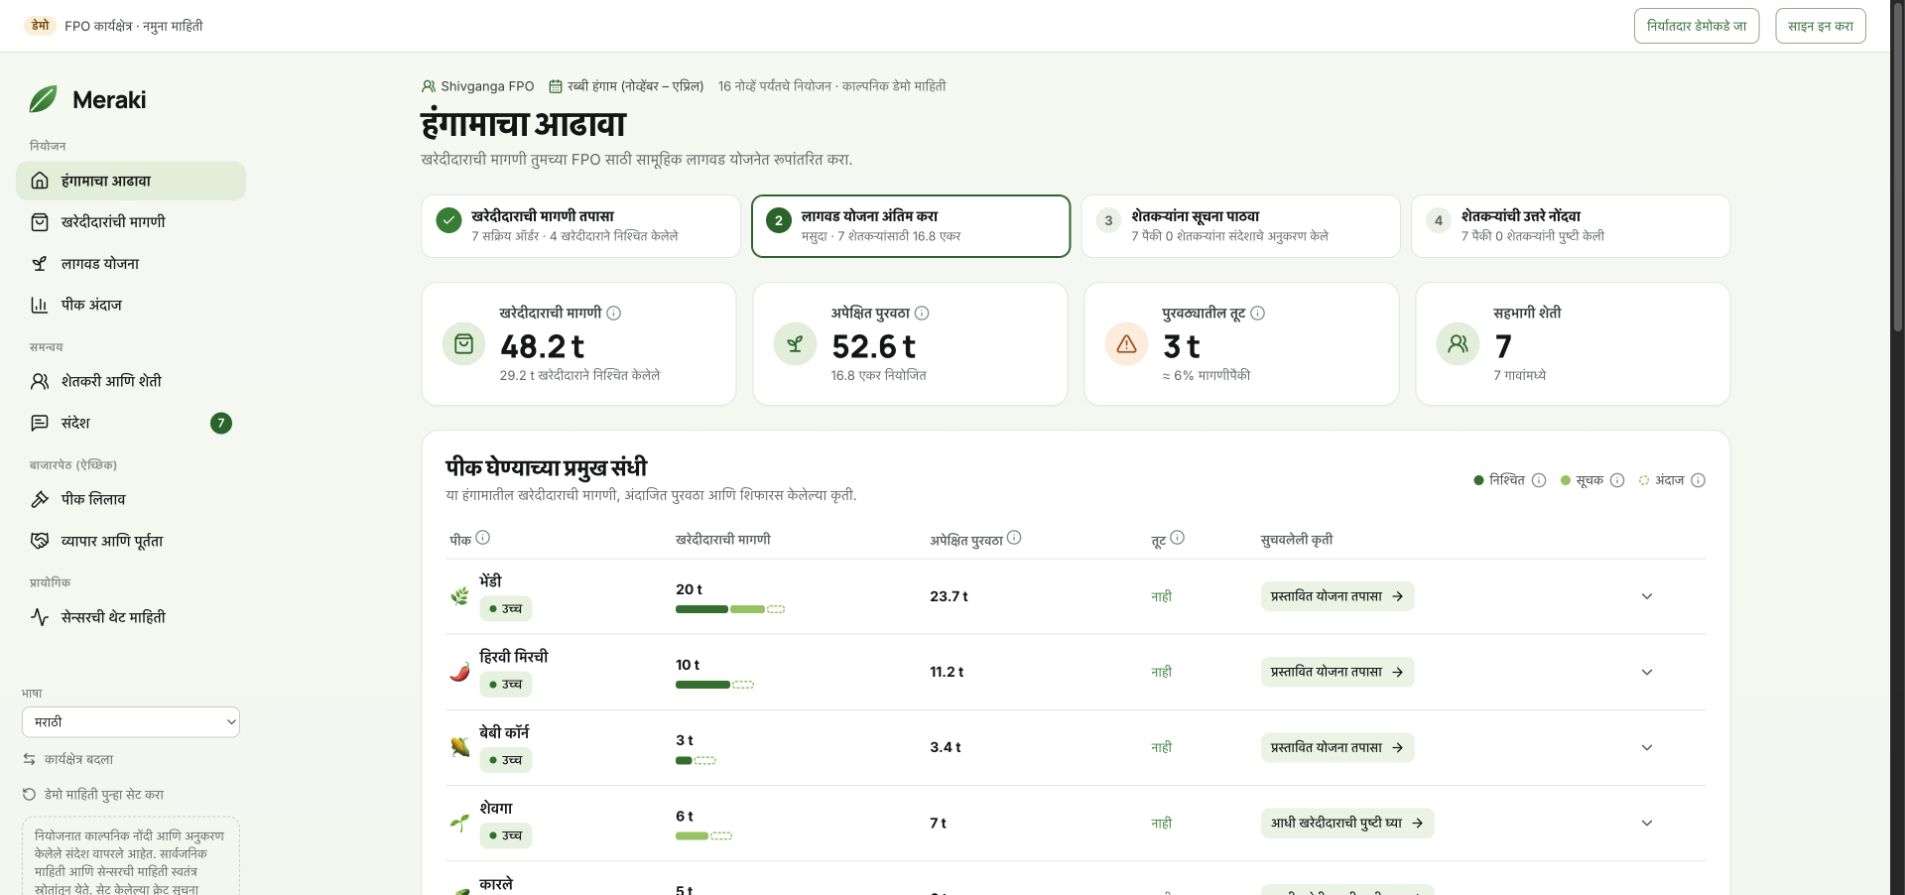 डेमो FPO कार्यक्षेत्र · नमुना माहिती
निर्यातदार डेमोकडे जा
साइन इन करा
Meraki
नियोजन
हंगामाचा आढावा
खरेदीदारांची मागणी
लागवड योजना
पीक अंदाज
समन्वय
शेतकरी आणि शेती
संदेश 7
बाजारपेठ (ऐच्छिक)
पीक लिलाव
व्यापार आणि पूर्तता
प्रायोगिक
सेन्सरची थेट माहिती
भाषा
मराठी
कार्यक्षेत्र बदला
डेमो माहिती पुन्हा सेट करा
नियोजनात काल्पनिक नोंदी आणि अनुकरण
केलेले संदेश वापरले आहेत. सार्वजनिक
माहिती आणि सेन्सरची माहिती स्वतंत्र
स्रोतांतून येते. सेट केलेल्या क्रेट सूचना
Shivganga FPO रब्बी हंगाम (नोव्हेंबर – एप्रिल) 16 नोव्हें पर्यंतचे नियोजन · काल्पनिक डेमो माहिती
हंगामाचा आढावा
खरेदीदाराची मागणी तुमच्या FPO साठी सामूहिक लागवड योजनेत रूपांतरित करा.
खरेदीदाराची मागणी तपासा
7 सक्रिय ऑर्डर · 4 खरेदीदाराने निश्चित केलेले
2 लागवड योजना अंतिम करा
मसुदा · 7 शेतकऱ्यांसाठी 16.8 एकर
3 शेतकऱ्यांना सूचना पाठवा
7 पैकी 0 शेतकऱ्यांना संदेशाचे अनुकरण केले
4 शेतकऱ्यांची उत्तरे नोंदवा
7 पैकी 0 शेतकऱ्यांनी पुष्टी केली
खरेदीदाराची मागणी
48.2 t
29.2 t खरेदीदाराने निश्चित केलेले
अपेक्षित पुरवठा
52.6 t
16.8 एकर नियोजित
पुरवठ्यातील तूट
3 t
≈ 6% मागणीपैकी
सहभागी शेती
7
7 गावांमध्ये
पीक घेण्याच्या प्रमुख संधी
या हंगामातील खरेदीदाराची मागणी, अंदाजित पुरवठा आणि शिफारस केलेल्या कृती.
निश्चित सूचक अंदाज
पीक खरेदीदाराची मागणी अपेक्षित पुरवठा तूट सुचवलेली कृती
भेंडी
उच्च
20 t
23.7 t
नाही
प्रस्तावित योजना तपासा →
हिरवी मिरची
उच्च
10 t
11.2 t
नाही
प्रस्तावित योजना तपासा →
बेबी कॉर्न
उच्च
3 t
3.4 t
नाही
प्रस्तावित योजना तपासा →
शेवगा
उच्च
6 t
7 t
नाही
आधी खरेदीदाराची पुष्टी घ्या →
कारले
5 t